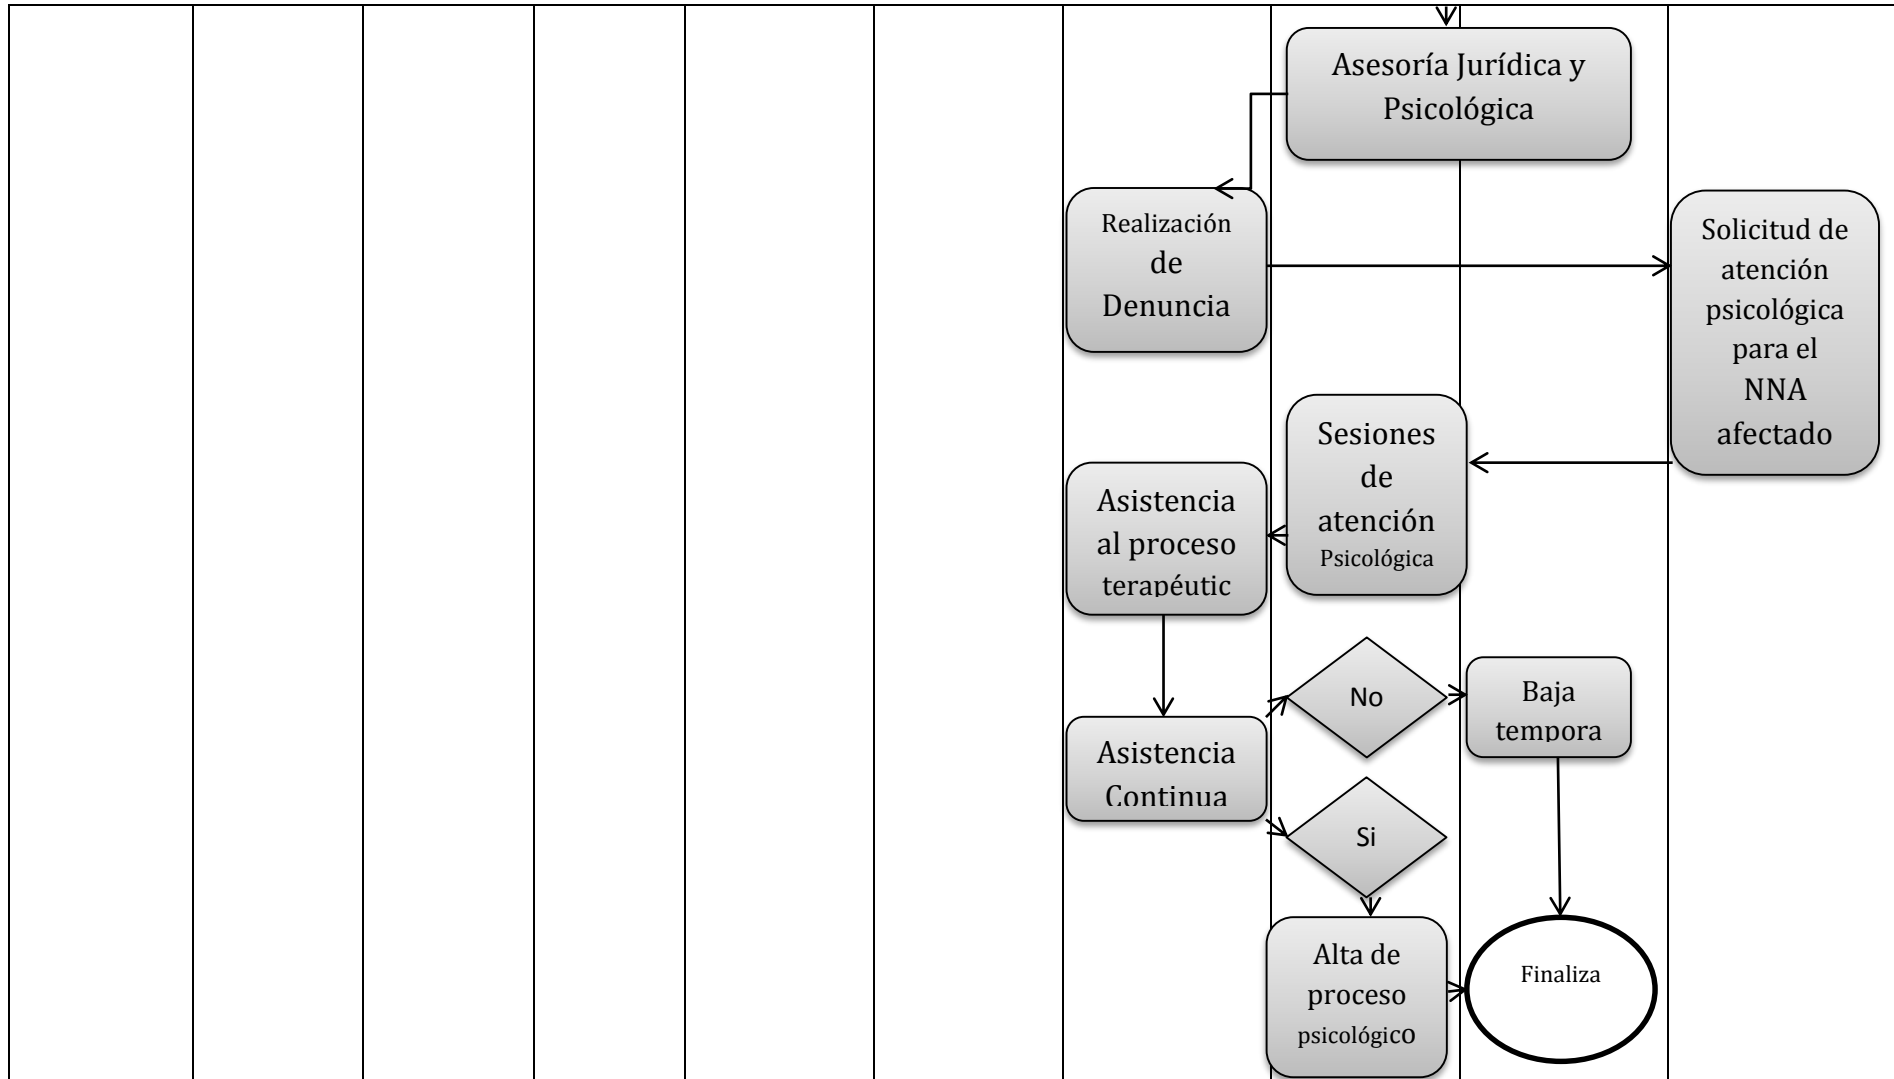 Asesoría Jurídica y
Psicológica
Realización
de
Denuncia
Solicitud de
atención
psicológica
para el
NNA
afectado
Sesiones
de
atención
Psicológica
Asistencia
al proceso
terapéutic
No
Baja
tempora
Asistencia
Continua
Si
Alta de
proceso
psicológico
Finaliza